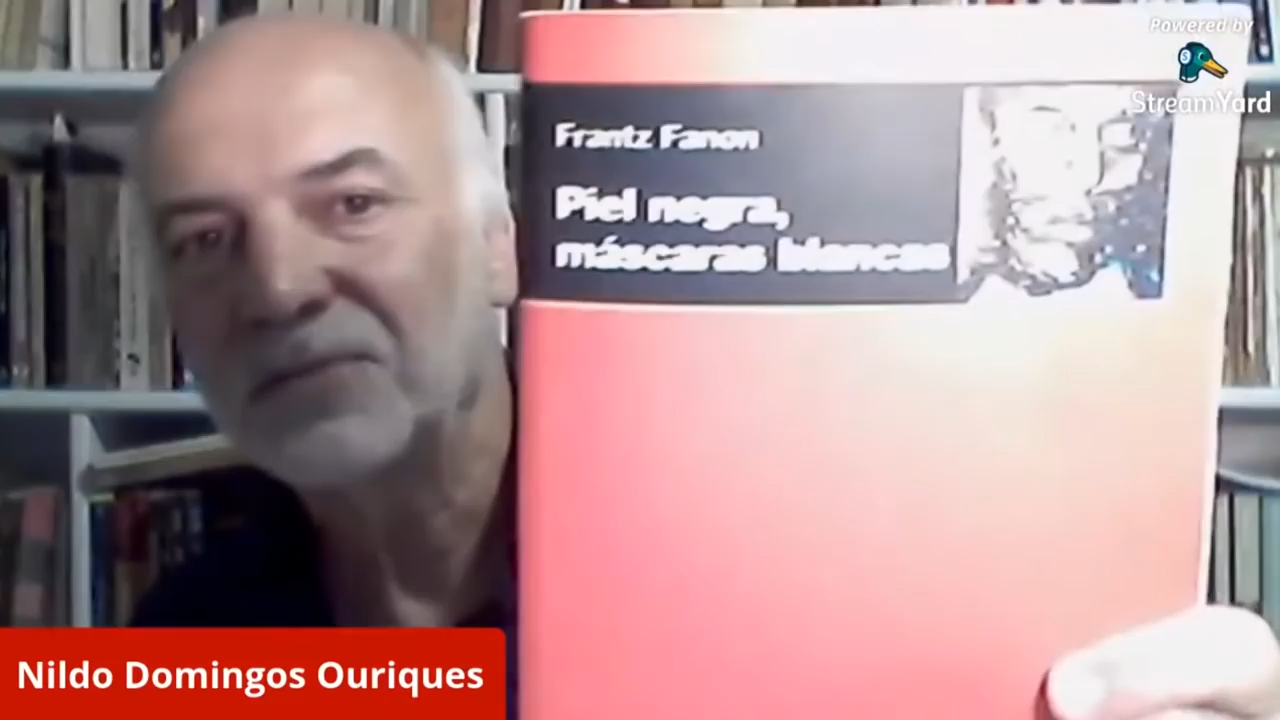 Powered by
StreamYard
Frantz Fanon
Piel negra,
máscaras blancas
Nildo Domingos Ouriques